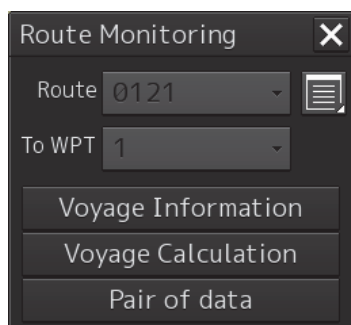 Route Monitoring
Route 0121
To WPT 1
Voyage Information
Voyage Calculation
Pair of data